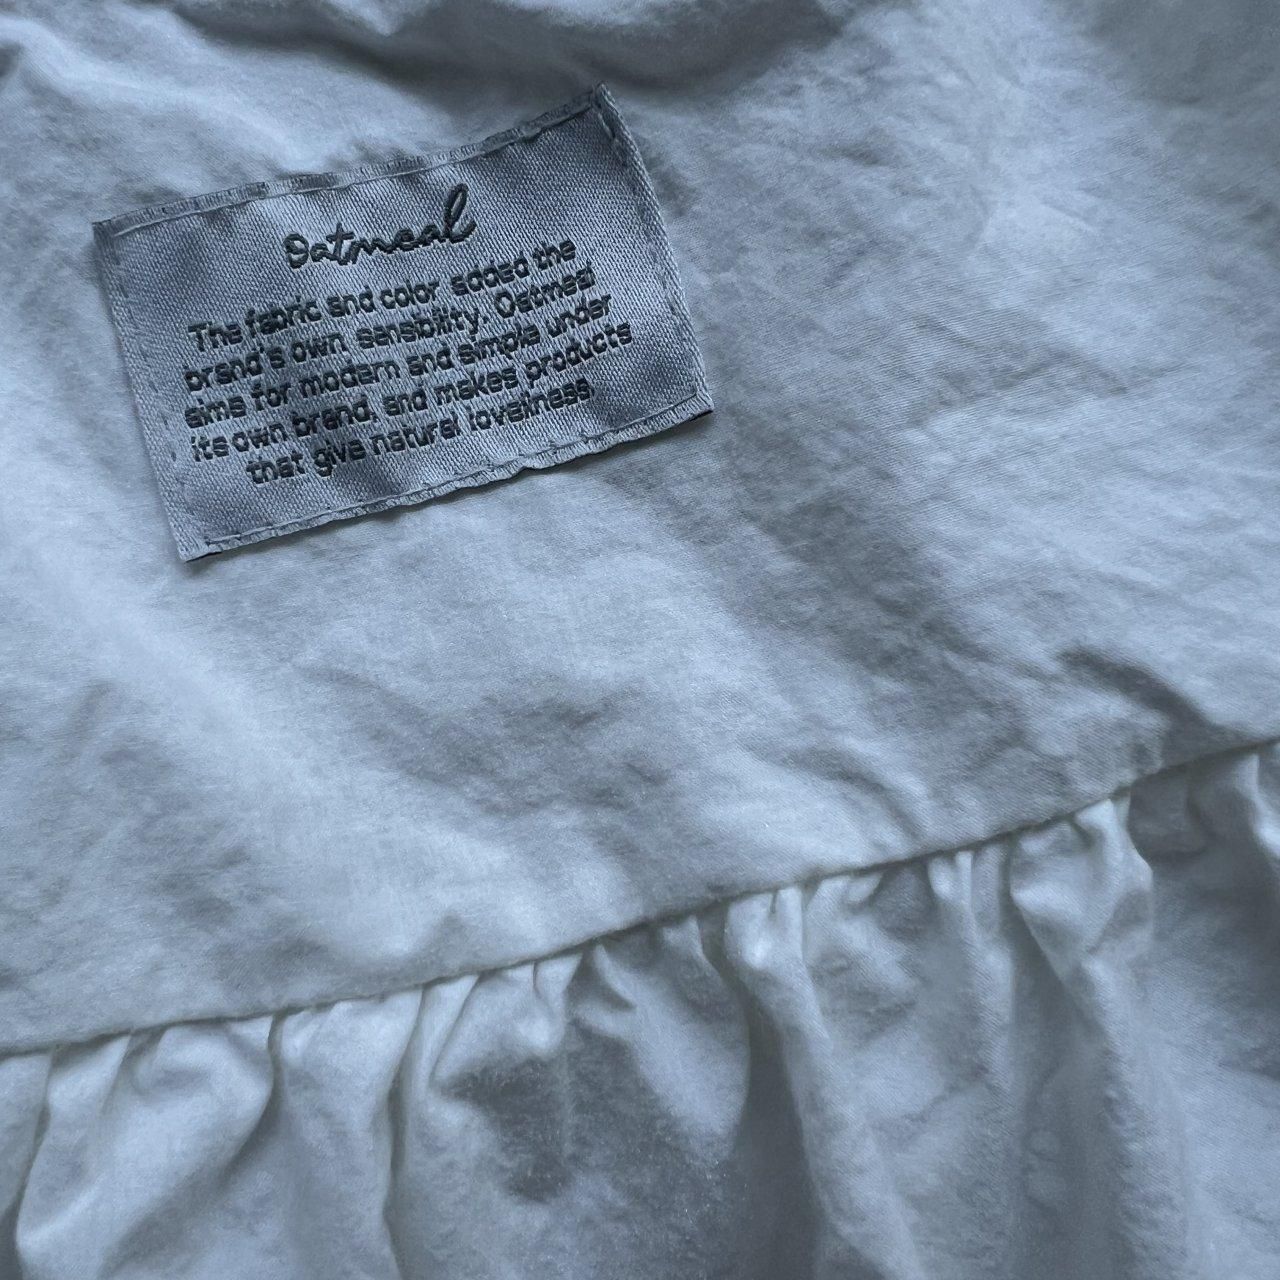 Oatmeal
The fabric and color added the
brand's own sensibility. Oatmeal
aims for modern and simple under
its own brand, and makes products
that give natural loveliness.